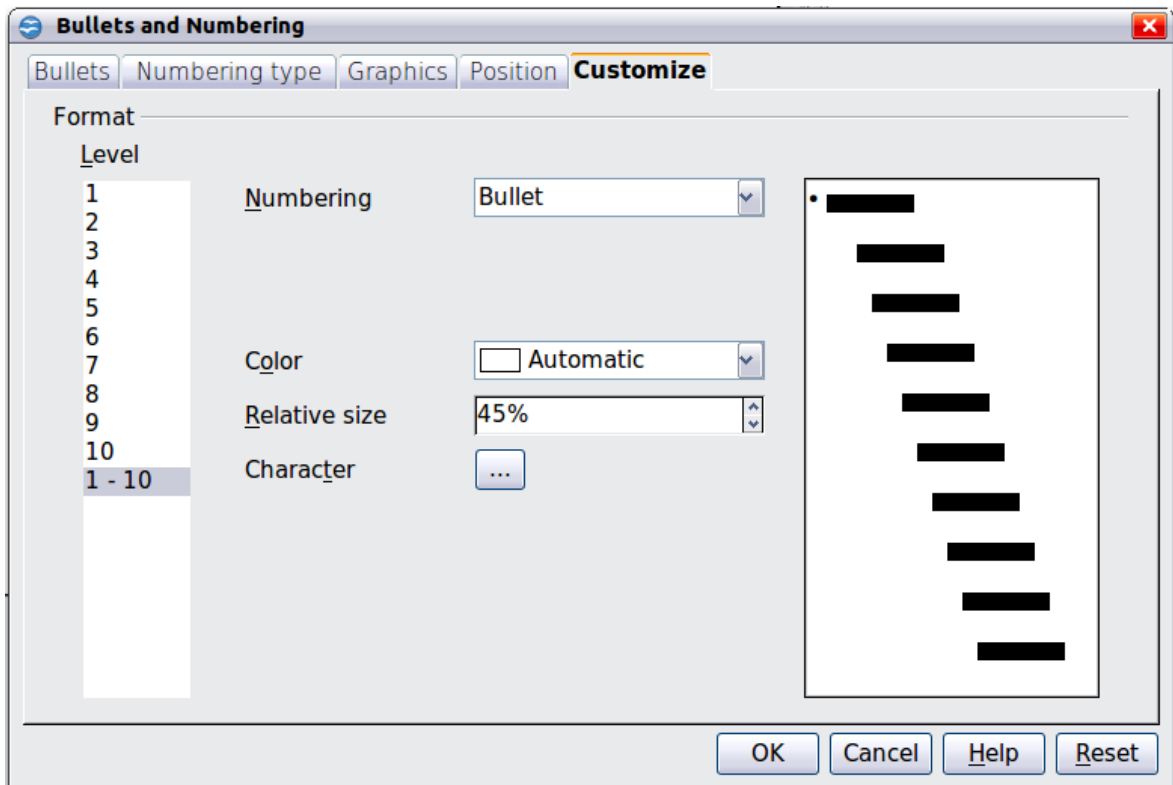 Bullets and Numbering
Bullets Numbering type Graphics Position Customize
Format
Level
1
2
3
4
5
6
7
8
9
10
1 - 10
Numbering Bullet
Color Automatic
Relative size 45%
Character ...
OK Cancel Help Reset